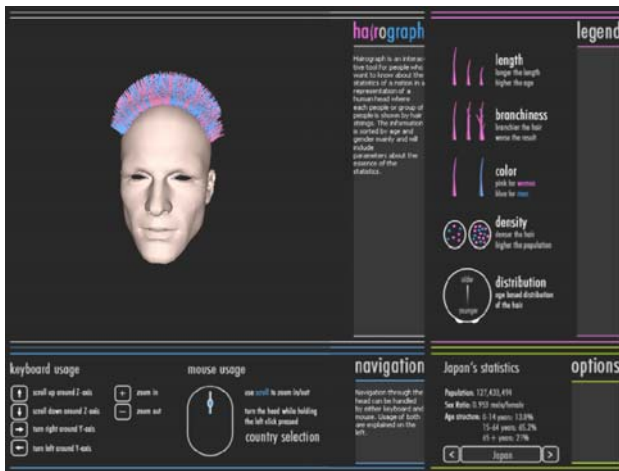 ha(rograph
Hairograph is an interac
tive tool for people who
want to know about the
statistics of a nation in a
representation of a
human head where
each people or group of
people is shown by hair
strings. The information
is sorted by age and
gender mainly and will
include
parameters about the
essence of the
statistics.
legend
length
longer the length
higher the age
branchiness
branchier the hair
worse the result
color
pink for women
blue for men
density
denser the hair
higher the population
distribution
age based distribution
of the hair
older
younger
keyboard usage
scroll up around Z-axis
scroll down around Z-axis
turn right around Y-axis
turn left around Y-axis
+ zoom in
– zoom out
mouse usage
use scroll to zoom in/out
turn the head while holding
the left click pressed
country selection
navigation
Navigation through the
head can be handled
by either keyboard and
mouse. Usage of both
are explained on the
left.
Japan's statistics
Population: 127,433,494
Sex Ratio: 0.953 male/female
Age structure: 0-14 years: 13.8%
15-64 years: 65.2%
65+ years: 21%
< Japan >
options